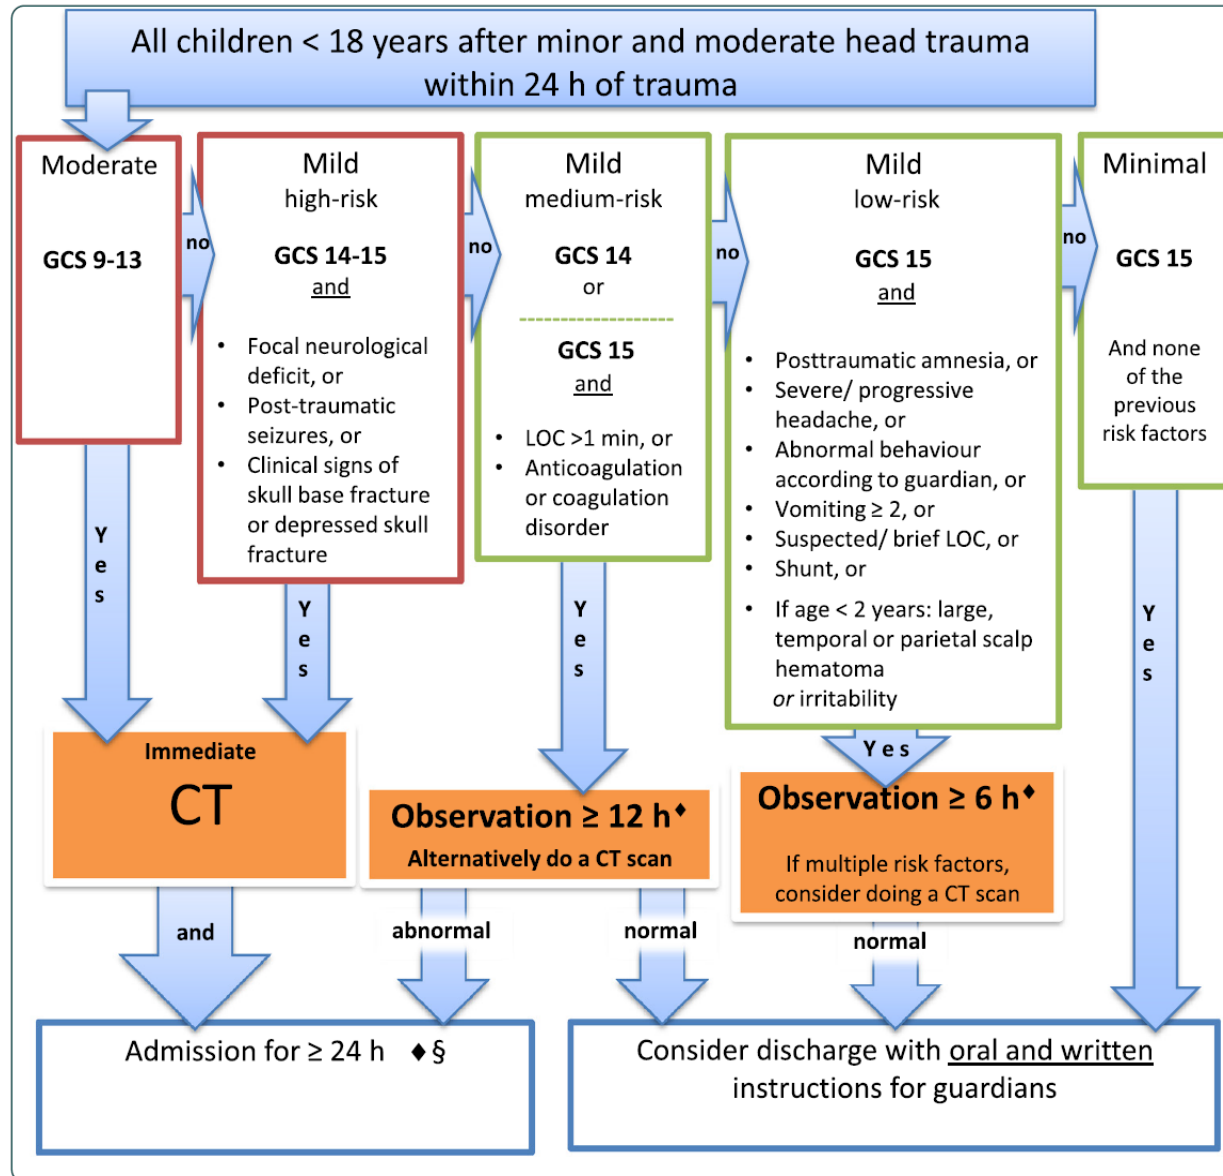 All children < 18 years after minor and moderate head trauma
within 24 h of trauma
Moderate
GCS 9-13
no
Mild
high-risk
GCS 14-15
and
• Focal neurological
deficit, or
• Post-traumatic
seizures, or
• Clinical signs of
skull base fracture
or depressed skull
fracture
no
Mild
medium-risk
GCS 14
or
GCS 15
and
• LOC >1 min, or
• Anticoagulation
or coagulation
disorder
no
Mild
low-risk
GCS 15
and
• Posttraumatic amnesia, or
• Severe/ progressive
headache, or
• Abnormal behaviour
according to guardian, or
• Vomiting ≥ 2, or
• Suspected/ brief LOC, or
• Shunt, or
• If age < 2 years: large,
temporal or parietal scalp
hematoma
or irritability
no
Minimal
GCS 15
And none
of the
previous
risk factors
Yes
Yes
Yes
Yes
Yes
Immediate
CT
Observation ≥ 12 h♦
Alternatively do a CT scan
Observation ≥ 6 h♦
If multiple risk factors,
consider doing a CT scan
and
abnormal
normal
normal
Admission for ≥ 24 h ♦ §
Consider discharge with oral and written
instructions for guardians